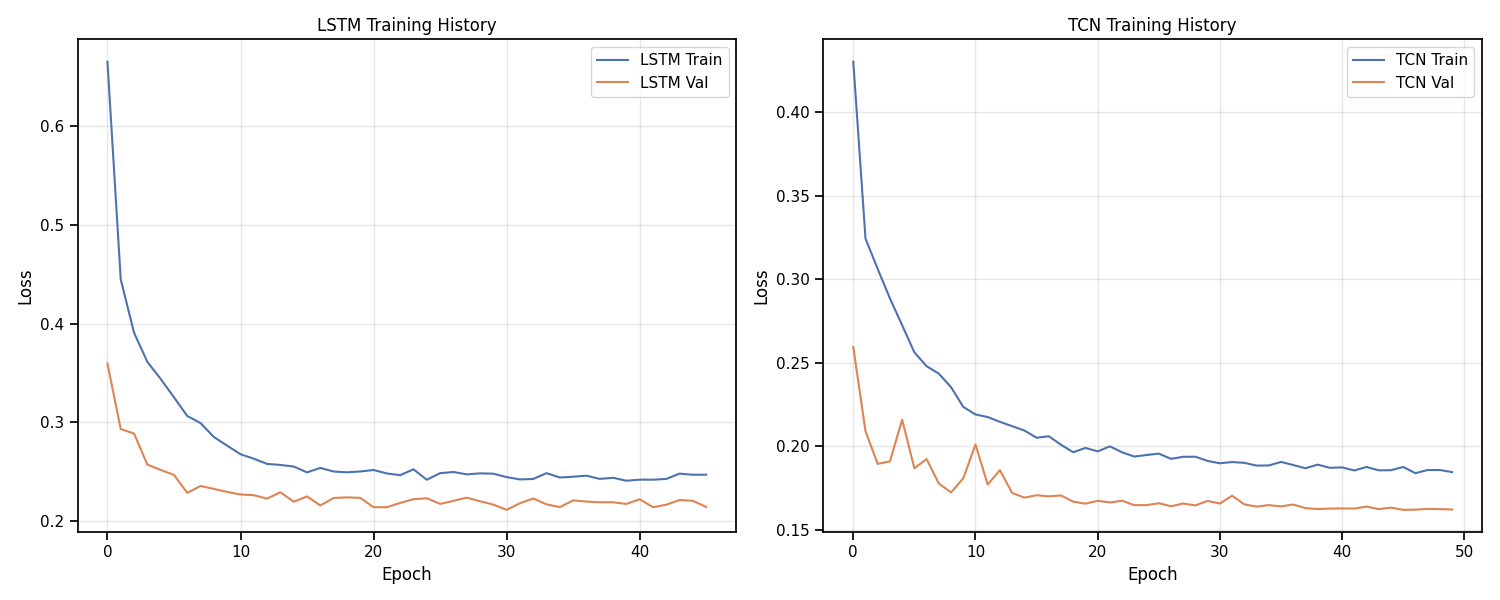 LSTM Training History
LSTM Train
LSTM Val
0.6
0.5
0.4
0.3
0.2
Loss
0
10
20
30
40
Epoch
TCN Training History
TCN Train
TCN Val
0.40
0.35
0.30
0.25
0.20
0.15
Loss
0
10
20
30
40
50
Epoch